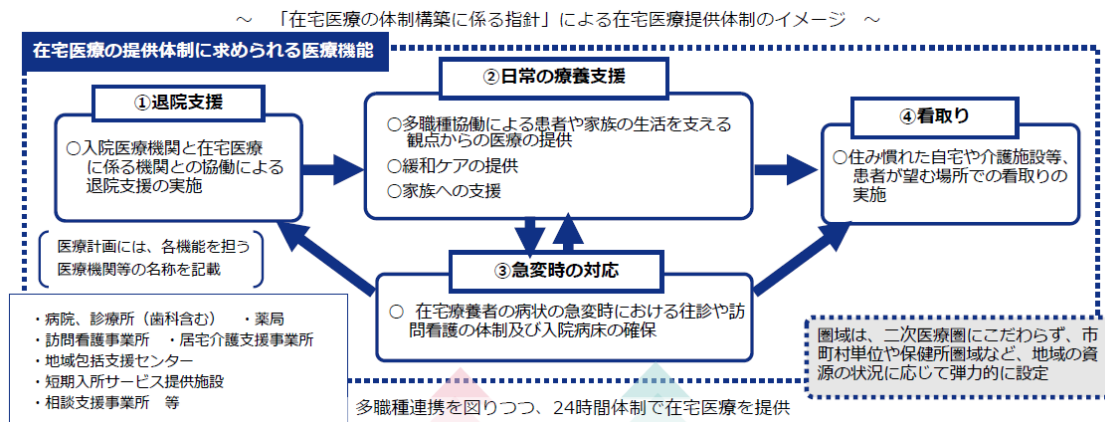 ～　「在宅医療の体制構築に係る指針」による在宅医療提供体制のイメージ　～
在宅医療の提供体制に求められる医療機能
①退院支援
○入院医療機関と在宅医療
に係る機関との協働による
退院支援の実施
②日常の療養支援
○多職種協働による患者や家族の生活を支える
観点からの医療の提供
○緩和ケアの提供
○家族への支援
④看取り
○住み慣れた自宅や介護施設等、
患者が望む場所での看取りの
実施
医療計画には、各機能を担う
医療機関等の名称を記載
③急変時の対応
○　在宅療養者の病状の急変時における往診や訪
問看護の体制及び入院病床の確保
・病院、診療所（歯科含む）　・薬局
・訪問看護事業所　・居宅介護支援事業所
・地域包括支援センター
・短期入所サービス提供施設
・相談支援事業所　等
圏域は、二次医療圏にこだわらず、市
町村単位や保健所圏域など、地域の資
源の状況に応じて弾力的に設定
多職種連携を図りつつ、24時間体制で在宅医療を提供